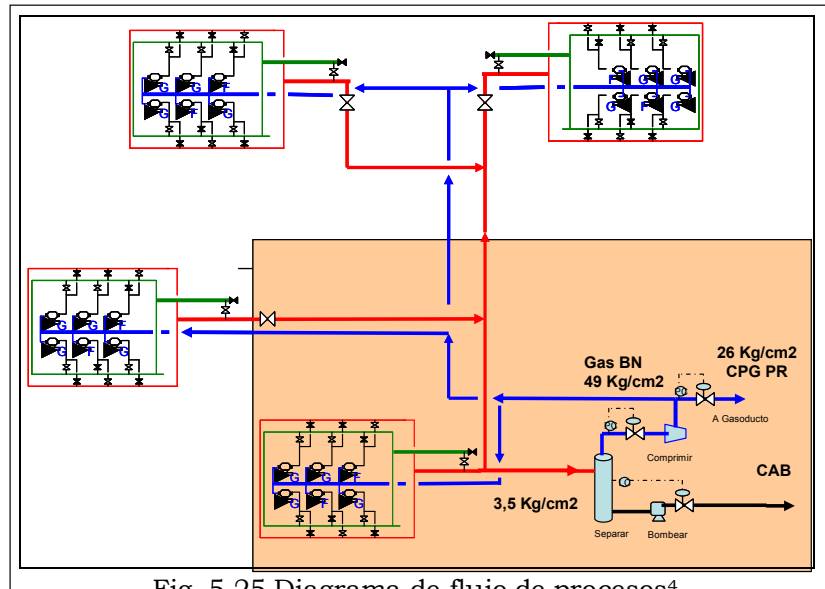 G G F
G F G
F G G
G F G
G G F
G F G
Gas BN
49 Kg/cm2
26 Kg/cm2
CPG PR
A Gasoducto
Comprimir
G G F
G F G
3,5 Kg/cm2
CAB
Separar
Bombear
Fig. 5.25 Diagrama de flujo de procesos⁴